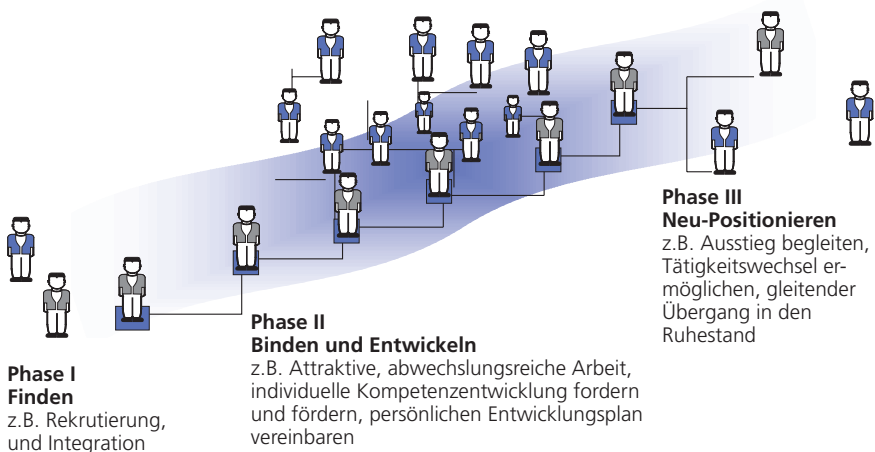 Phase I
Finden
z.B. Rekrutierung,
und Integration
Phase II
Binden und Entwickeln
z.B. Attraktive, abwechslungsreiche Arbeit,
individuelle Kompetenzentwicklung fordern
und fördern, persönlichen Entwicklungsplan
vereinbaren
Phase III
Neu-Positionieren
z.B. Ausstieg begleiten,
Tätigkeitswechsel er-
möglichen, gleitender
Übergang in den
Ruhestand